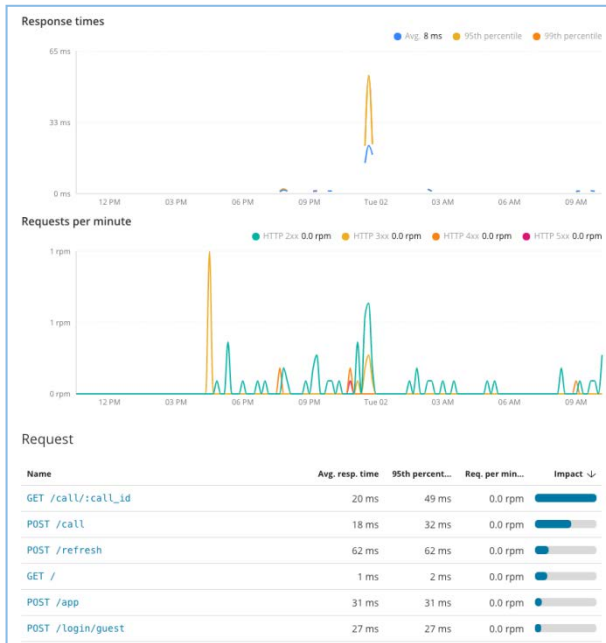 Response times
Avg. 8 ms 95th percentile 99th percentile
65 ms
33 ms
0 ms
12 PM 03 PM 06 PM 09 PM Tue 02 03 AM 06 AM 09 AM
Requests per minute
HTTP 2xx 0.0 rpm HTTP 3xx 0.0 rpm HTTP 4xx 0.0 rpm HTTP 5xx 0.0 rpm
1 rpm
1 rpm
0 rpm
12 PM 03 PM 06 PM 09 PM Tue 02 03 AM 06 AM 09 AM
Request
Name Avg. resp. time 95th percent... Req. per min... Impact ↓
GET /call/:call_id 20 ms 49 ms 0.0 rpm
POST /call 18 ms 32 ms 0.0 rpm
POST /refresh 62 ms 62 ms 0.0 rpm
GET / 1 ms 2 ms 0.0 rpm
POST /app 31 ms 31 ms 0.0 rpm
POST /login/guest 27 ms 27 ms 0.0 rpm